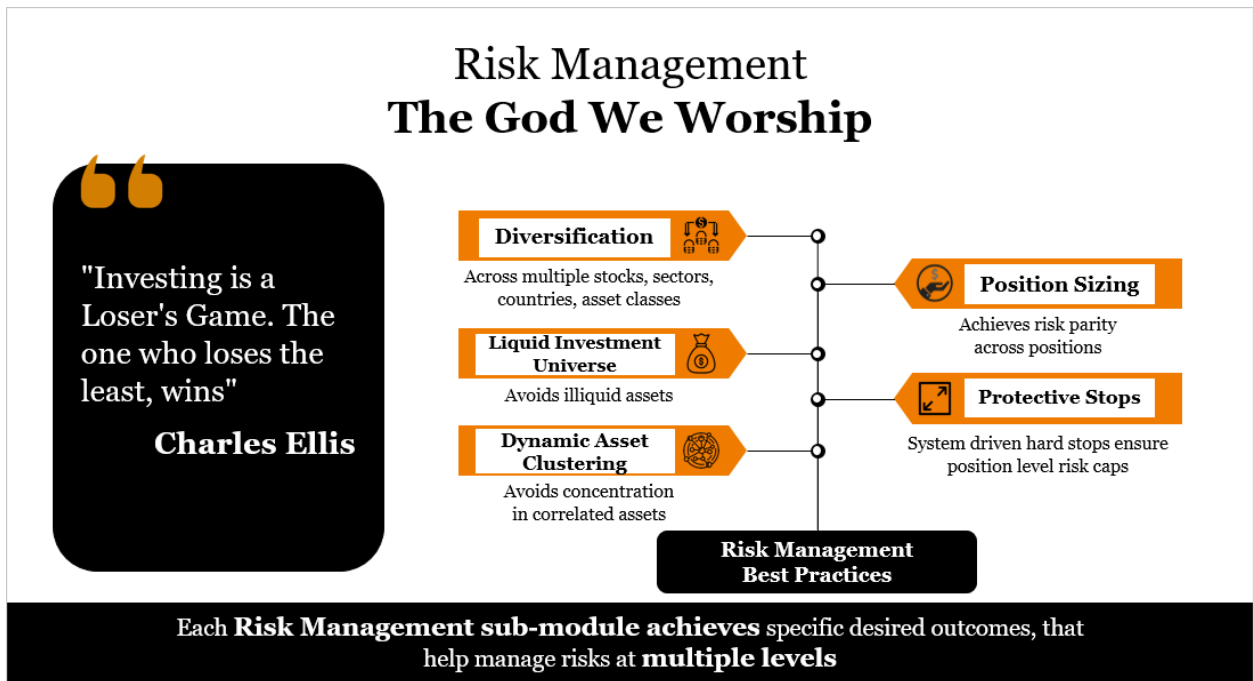 Risk Management
The God We Worship
"Investing is a
Loser's Game. The
one who loses the
least, wins"
Charles Ellis
Diversification
Across multiple stocks, sectors,
countries, asset classes
Position Sizing
Achieves risk parity
across positions
Liquid Investment
Universe
Avoids illiquid assets
Protective Stops
System driven hard stops ensure
position level risk caps
Dynamic Asset
Clustering
Avoids concentration
in correlated assets
Risk Management
Best Practices
Each Risk Management sub-module achieves specific desired outcomes, that
help manage risks at multiple levels